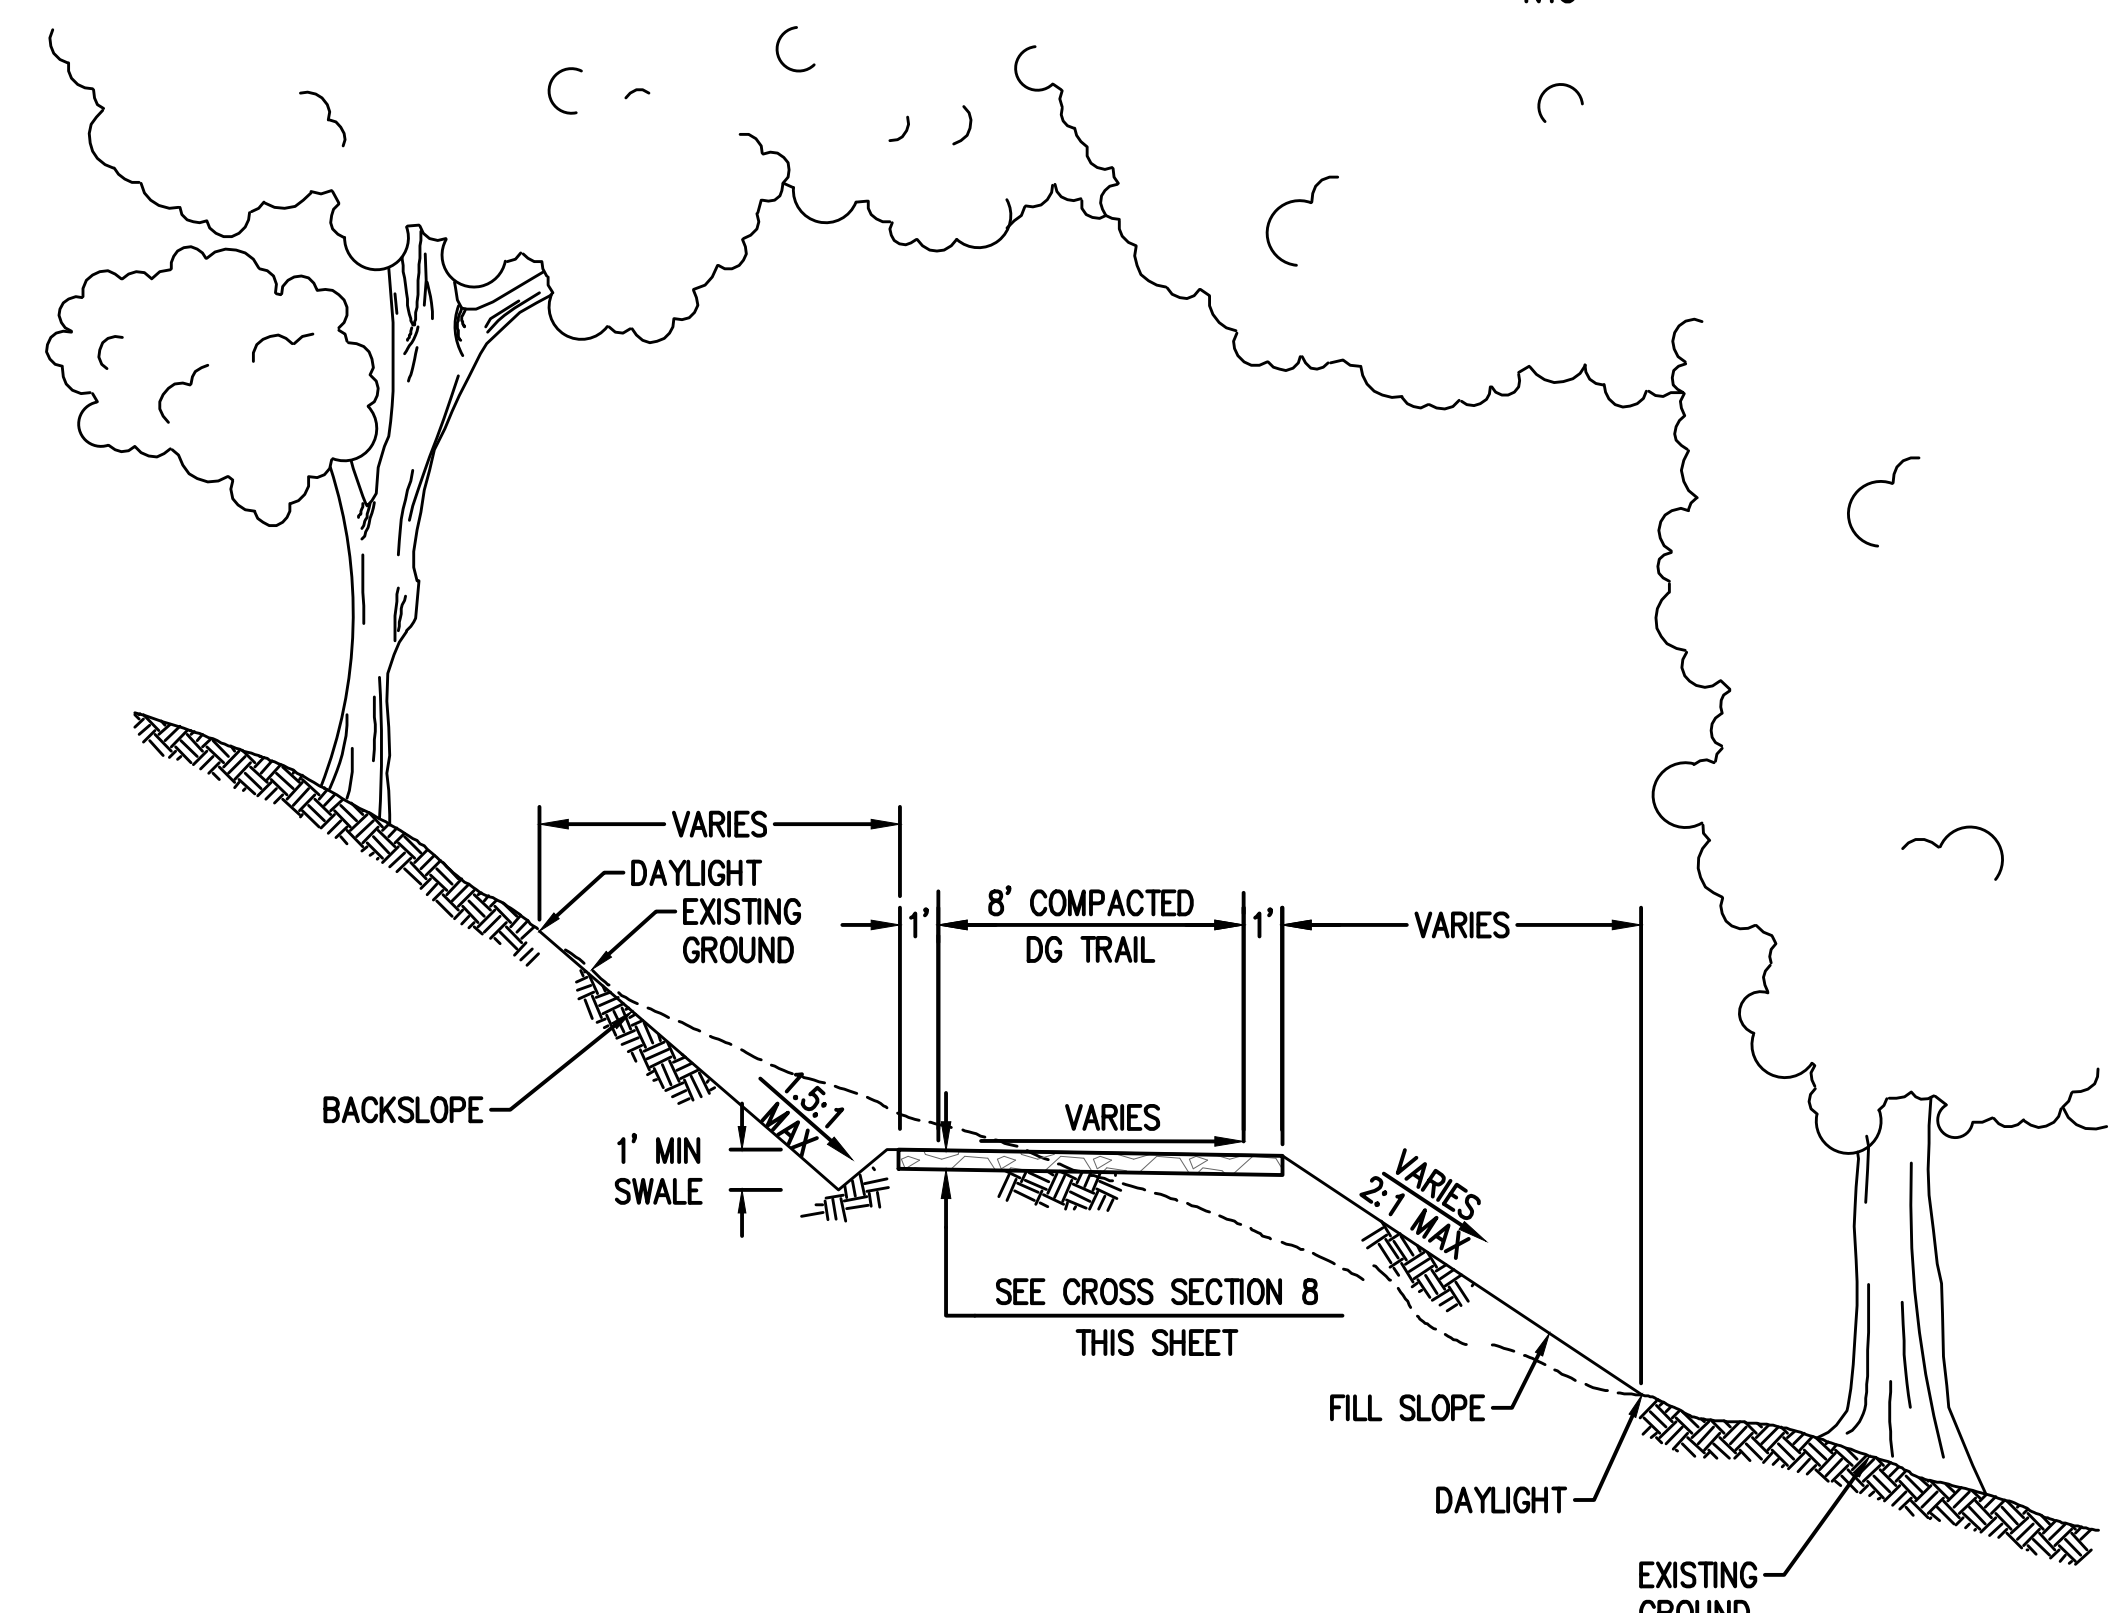 VARIES
DAYLIGHT
EXISTING
GROUND
1'
8' COMPACTED
DG TRAIL
1'
VARIES
BACKSLOPE
1.5:1
MAX
VARIES
1' MIN
SWALE
VARIES
2:1 MAX
SEE CROSS SECTION 8
THIS SHEET
FILL SLOPE
DAYLIGHT
EXISTING
GROUND